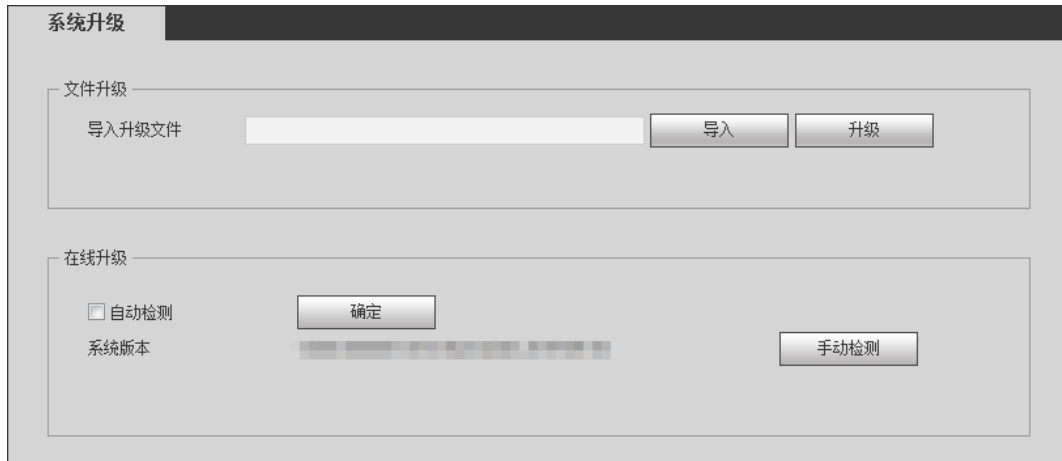 系统升级
文件升级
导入升级文件 导入 升级
在线升级
自动检测 确定
系统版本 手动检测